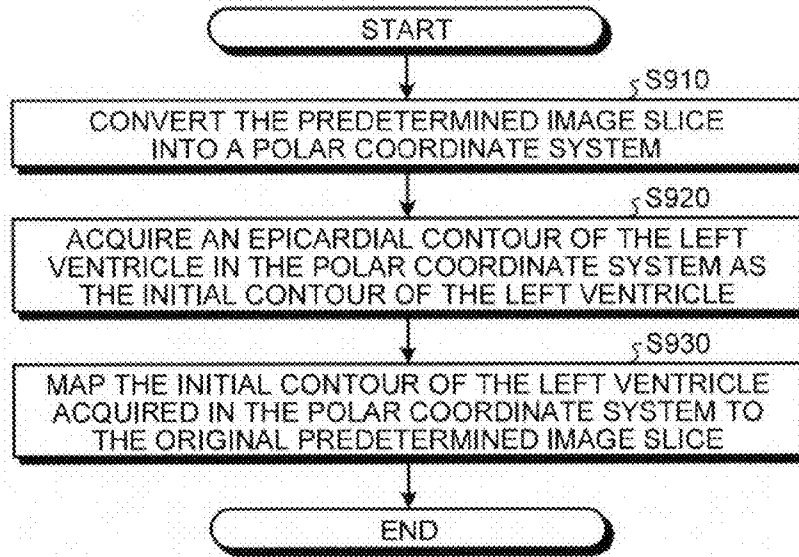 START
S910
CONVERT THE PREDETERMINED IMAGE SLICE
INTO A POLAR COORDINATE SYSTEM
S920
ACQUIRE AN EPICARDIAL CONTOUR OF THE LEFT
VENTRICLE IN THE POLAR COORDINATE SYSTEM AS
THE INITIAL CONTOUR OF THE LEFT VENTRICLE
S930
MAP THE INITIAL CONTOUR OF THE LEFT VENTRICLE
ACQUIRED IN THE POLAR COORDINATE SYSTEM TO
THE ORIGINAL PREDETERMINED IMAGE SLICE
END